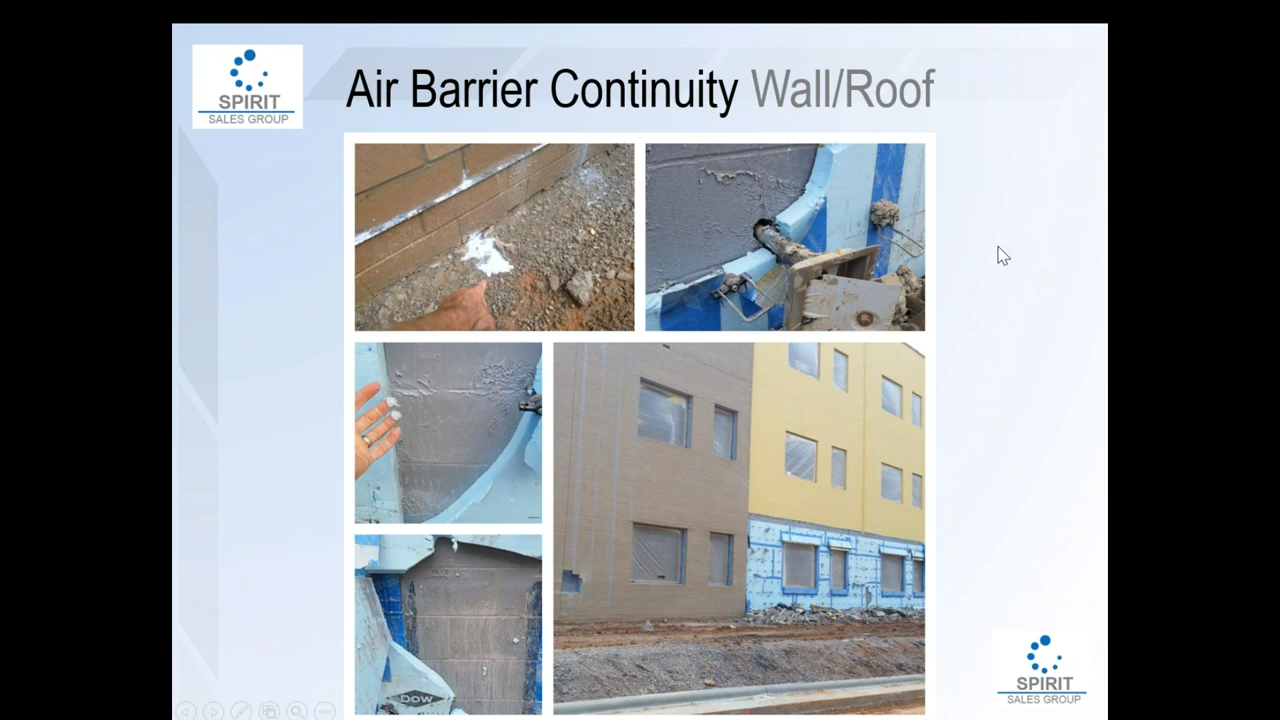 SPIRIT
SALES GROUP
Air Barrier Continuity Wall/Roof
DOW
SPIRIT
SALES GROUP